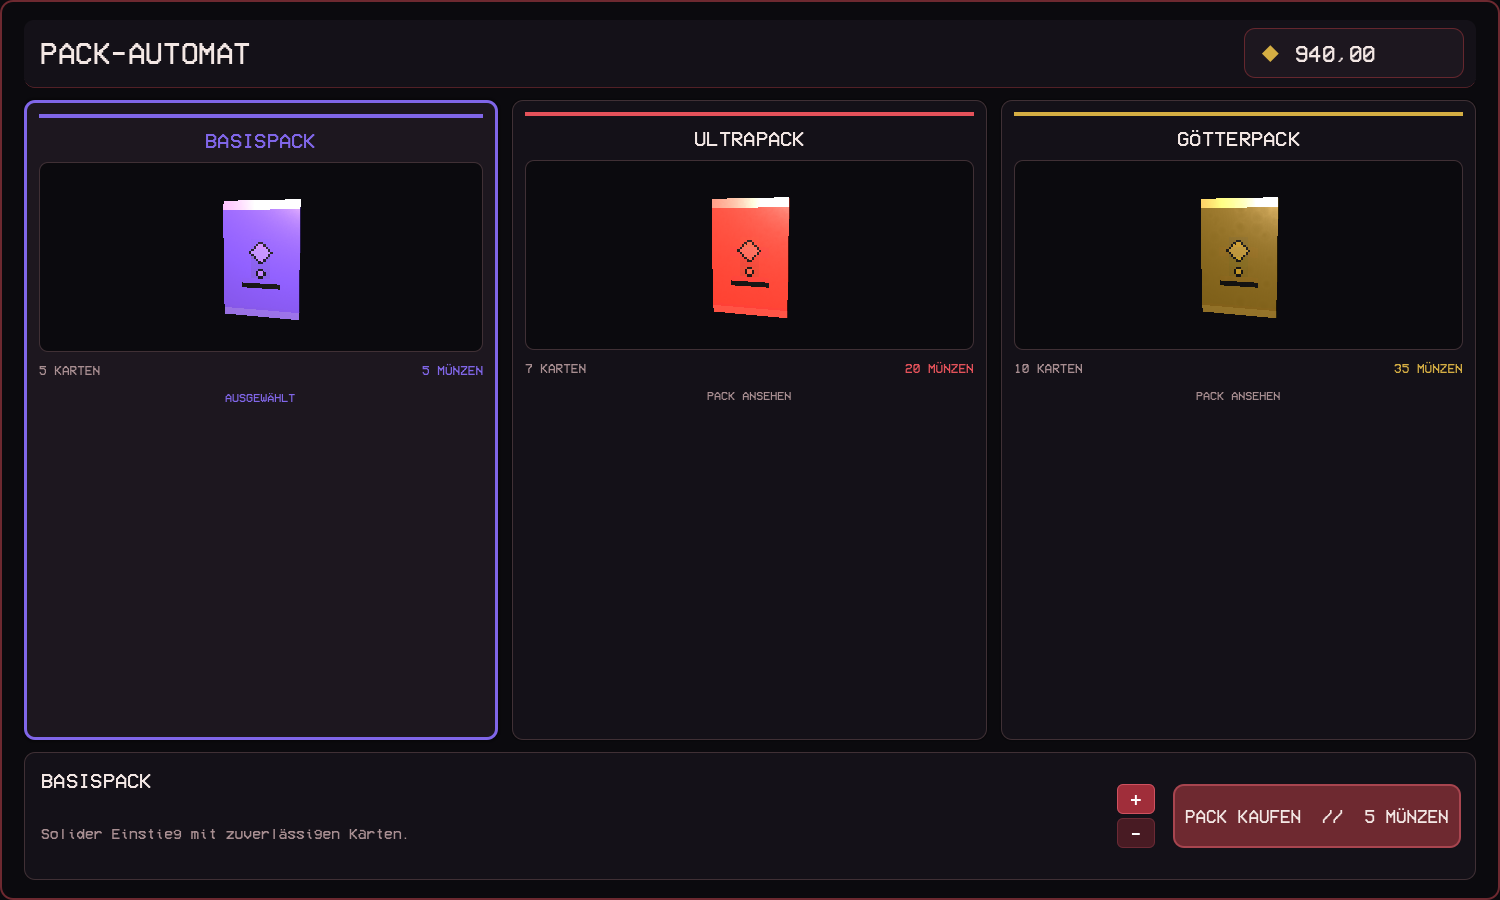 PACK-AUTOMAT
940,00
BASISPACK
5 KARTEN
5 MÜNZEN
AUSGEWÄHLT
ULTRAPACK
7 KARTEN
20 MÜNZEN
PACK ANSEHEN
GÖTTERPACK
10 KARTEN
35 MÜNZEN
PACK ANSEHEN
BASISPACK
Solider Einstieg mit zuverlässigen Karten.
+
-
PACK KAUFEN // 5 MÜNZEN